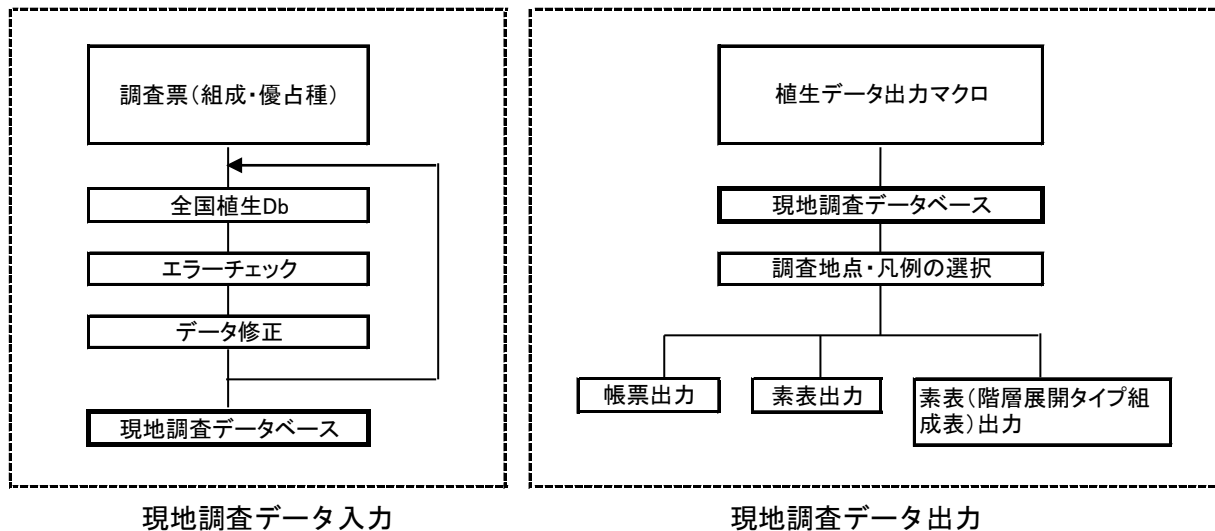 調査票(組成・優占種)
全国植生Db
エラーチェック
データ修正
現地調査データベース
現地調査データ入力
植生データ出力マクロ
現地調査データベース
調査地点・凡例の選択
帳票出力
素表出力
素表(階層展開タイプ組
成表)出力
現地調査データ出力